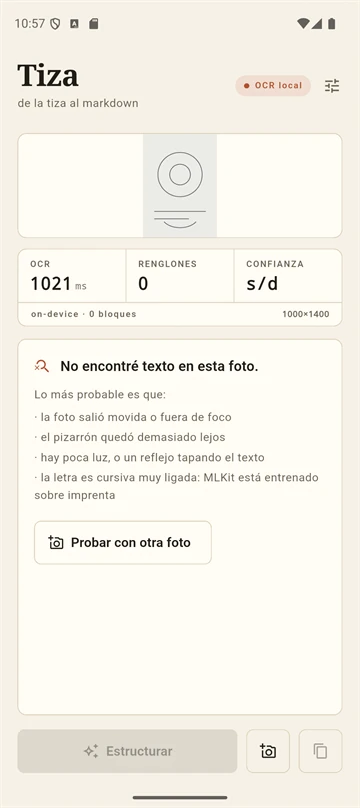 10:57
Tiza
de la tiza al markdown
OCR local
OCR
1021 ms
RENGLONES
0
CONFIANZA
s/d
on-device · 0 bloques
1000×1400
No encontré texto en esta foto.
Lo más probable es que:
· la foto salió movida o fuera de foco
· el pizarrón quedó demasiado lejos
· hay poca luz, o un reflejo tapando el texto
· la letra es cursiva muy ligada: MLKit está entrenado
sobre imprenta
Probar con otra foto
Estructurar